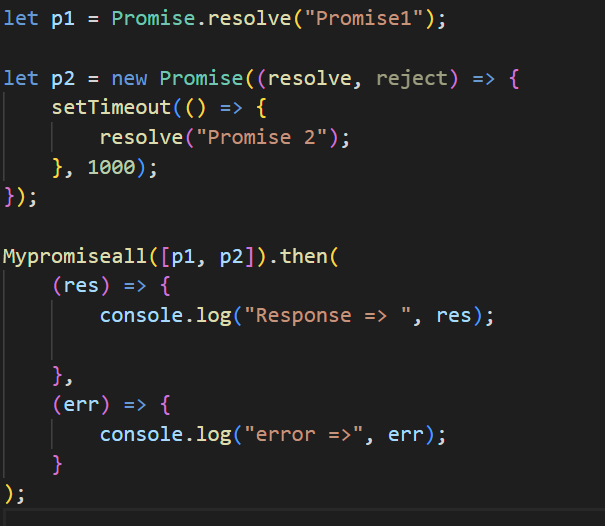 let p1 = Promise.resolve("Promise1");
let p2 = new Promise((resolve, reject) => {
    setTimeout(() => {
        resolve("Promise 2");
    }, 1000);
});
Mypromiseall([p1, p2]).then(
    (res) => {
        console.log("Response => ", res);
    },
    (err) => {
        console.log("error =>", err);
    }
);